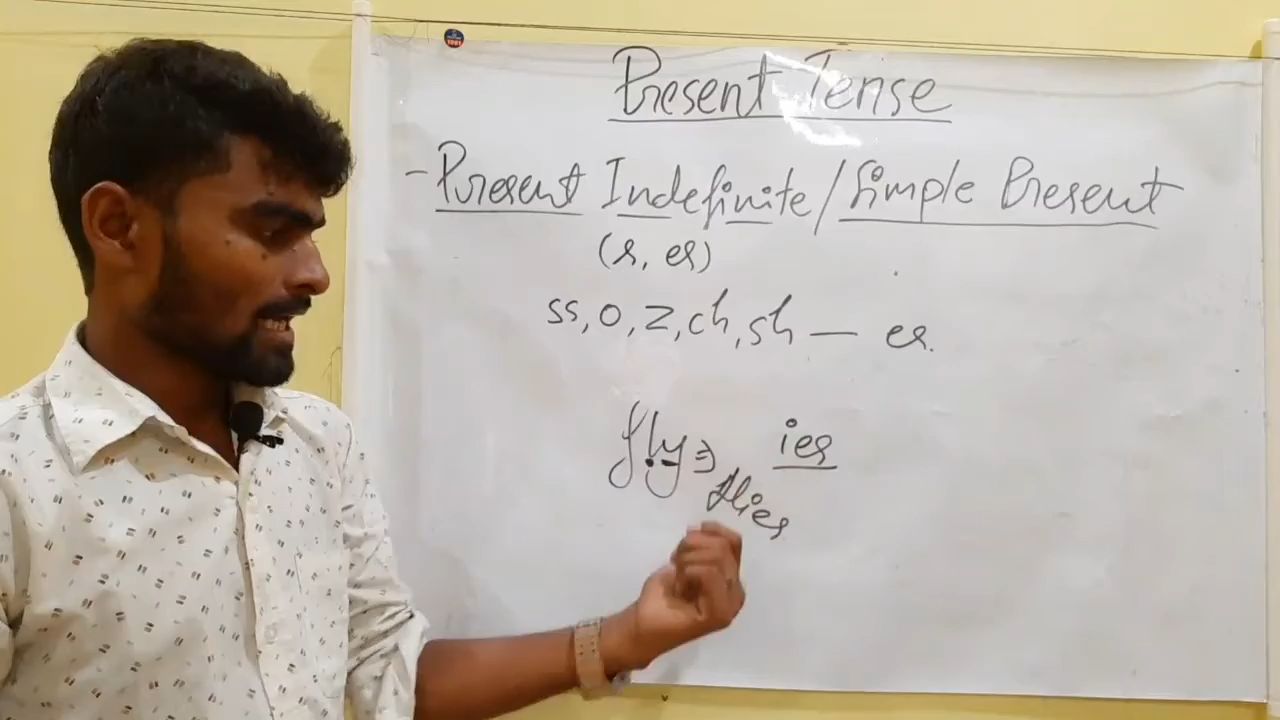 Present Tense
- Present Indefinite / Simple Present
(s, es)
ss, o, z, ch, sh — es.
fly ⇒ ies
flies